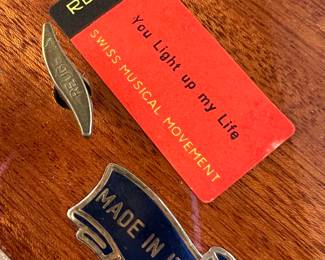 You Light up my Life
SWISS MUSICAL MOVEMENT
MADE IN